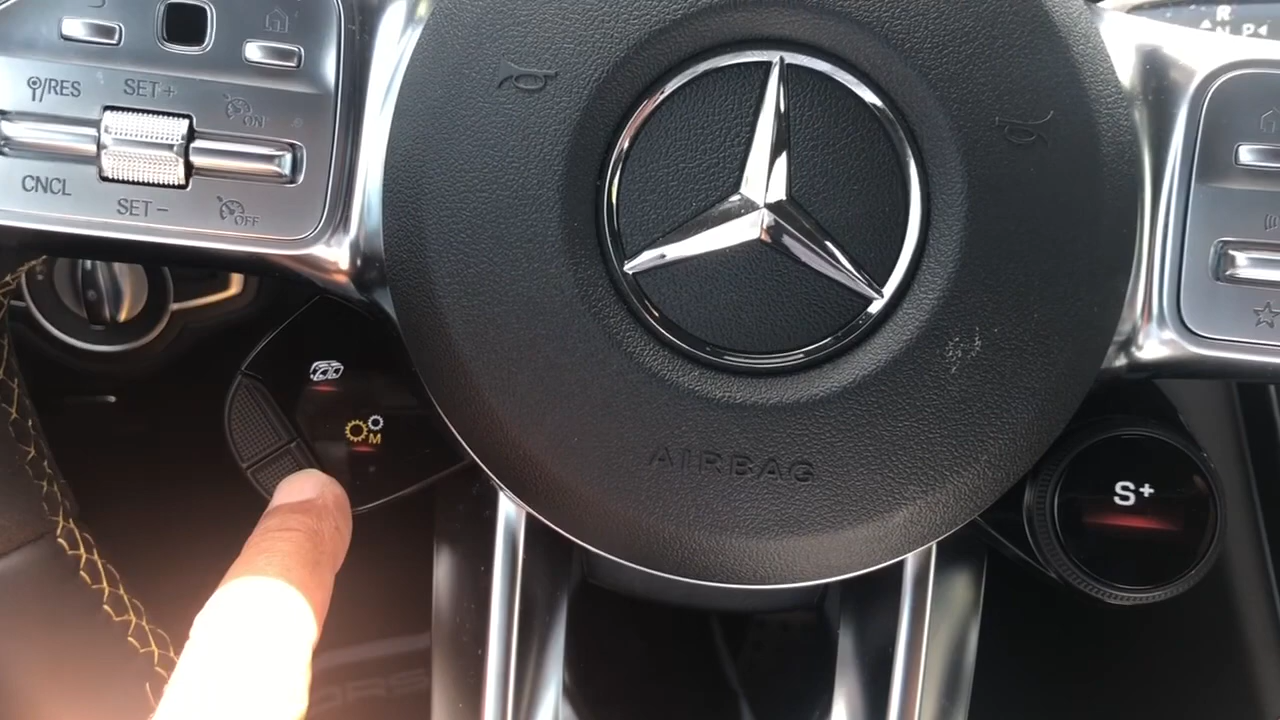 R
N P
RES
SET+
ON
CNCL
SET-
OFF
M
AIRBAG
S+